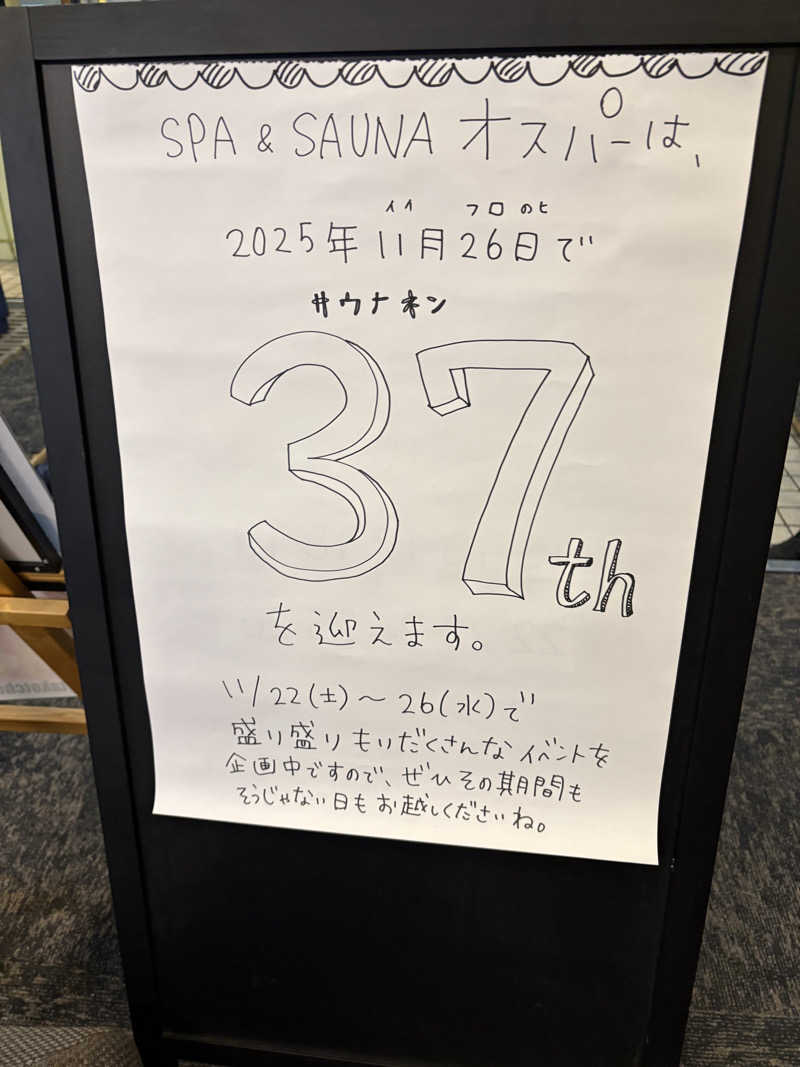 SPA & SAUNA オスパーは、
イイ フロ のヒ
2025年11月26日で
サウナネン
37th
を迎えます。
11/22(土)～26(水)で
盛り盛りもりだくさんなイベントを
企画中ですので、ぜひその期間も
そうじゃない日もお越しくださいね。